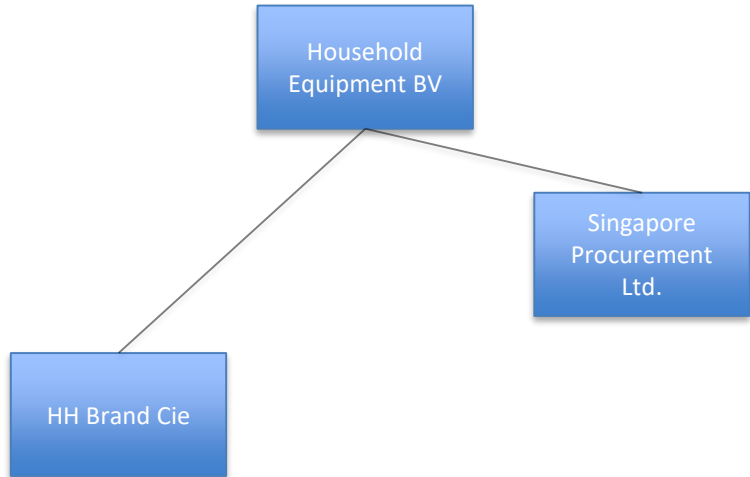 Household
Equipment BV
Singapore
Procurement
Ltd.
HH Brand Cie